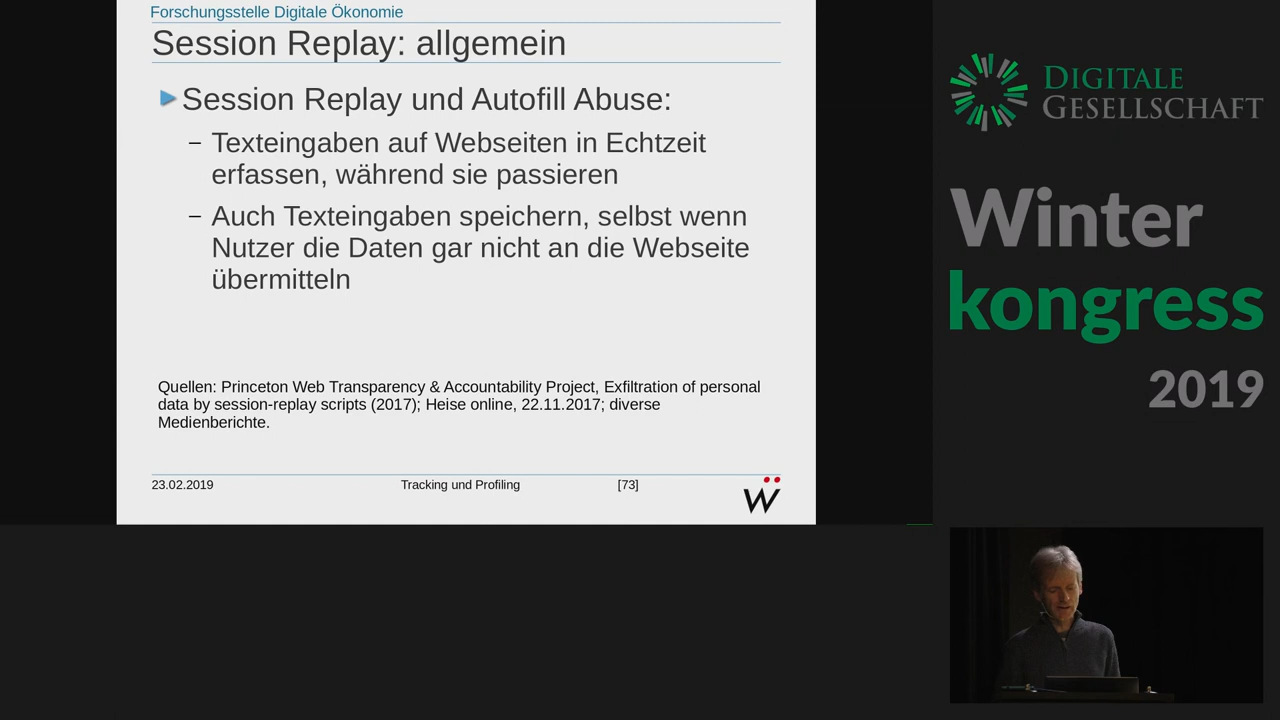 Forschungsstelle Digitale Ökonomie
Session Replay: allgemein
Session Replay und Autofill Abuse:
– Texteingaben auf Webseiten in Echtzeit
erfassen, während sie passieren
– Auch Texteingaben speichern, selbst wenn
Nutzer die Daten gar nicht an die Webseite
übermitteln
Quellen: Princeton Web Transparency & Accountability Project, Exfiltration of personal
data by session-replay scripts (2017); Heise online, 22.11.2017; diverse
Medienberichte.
23.02.2019 Tracking und Profiling [73]
Ẅ
DIGITALE
GESELLSCHAFT
Winter
kongress
2019